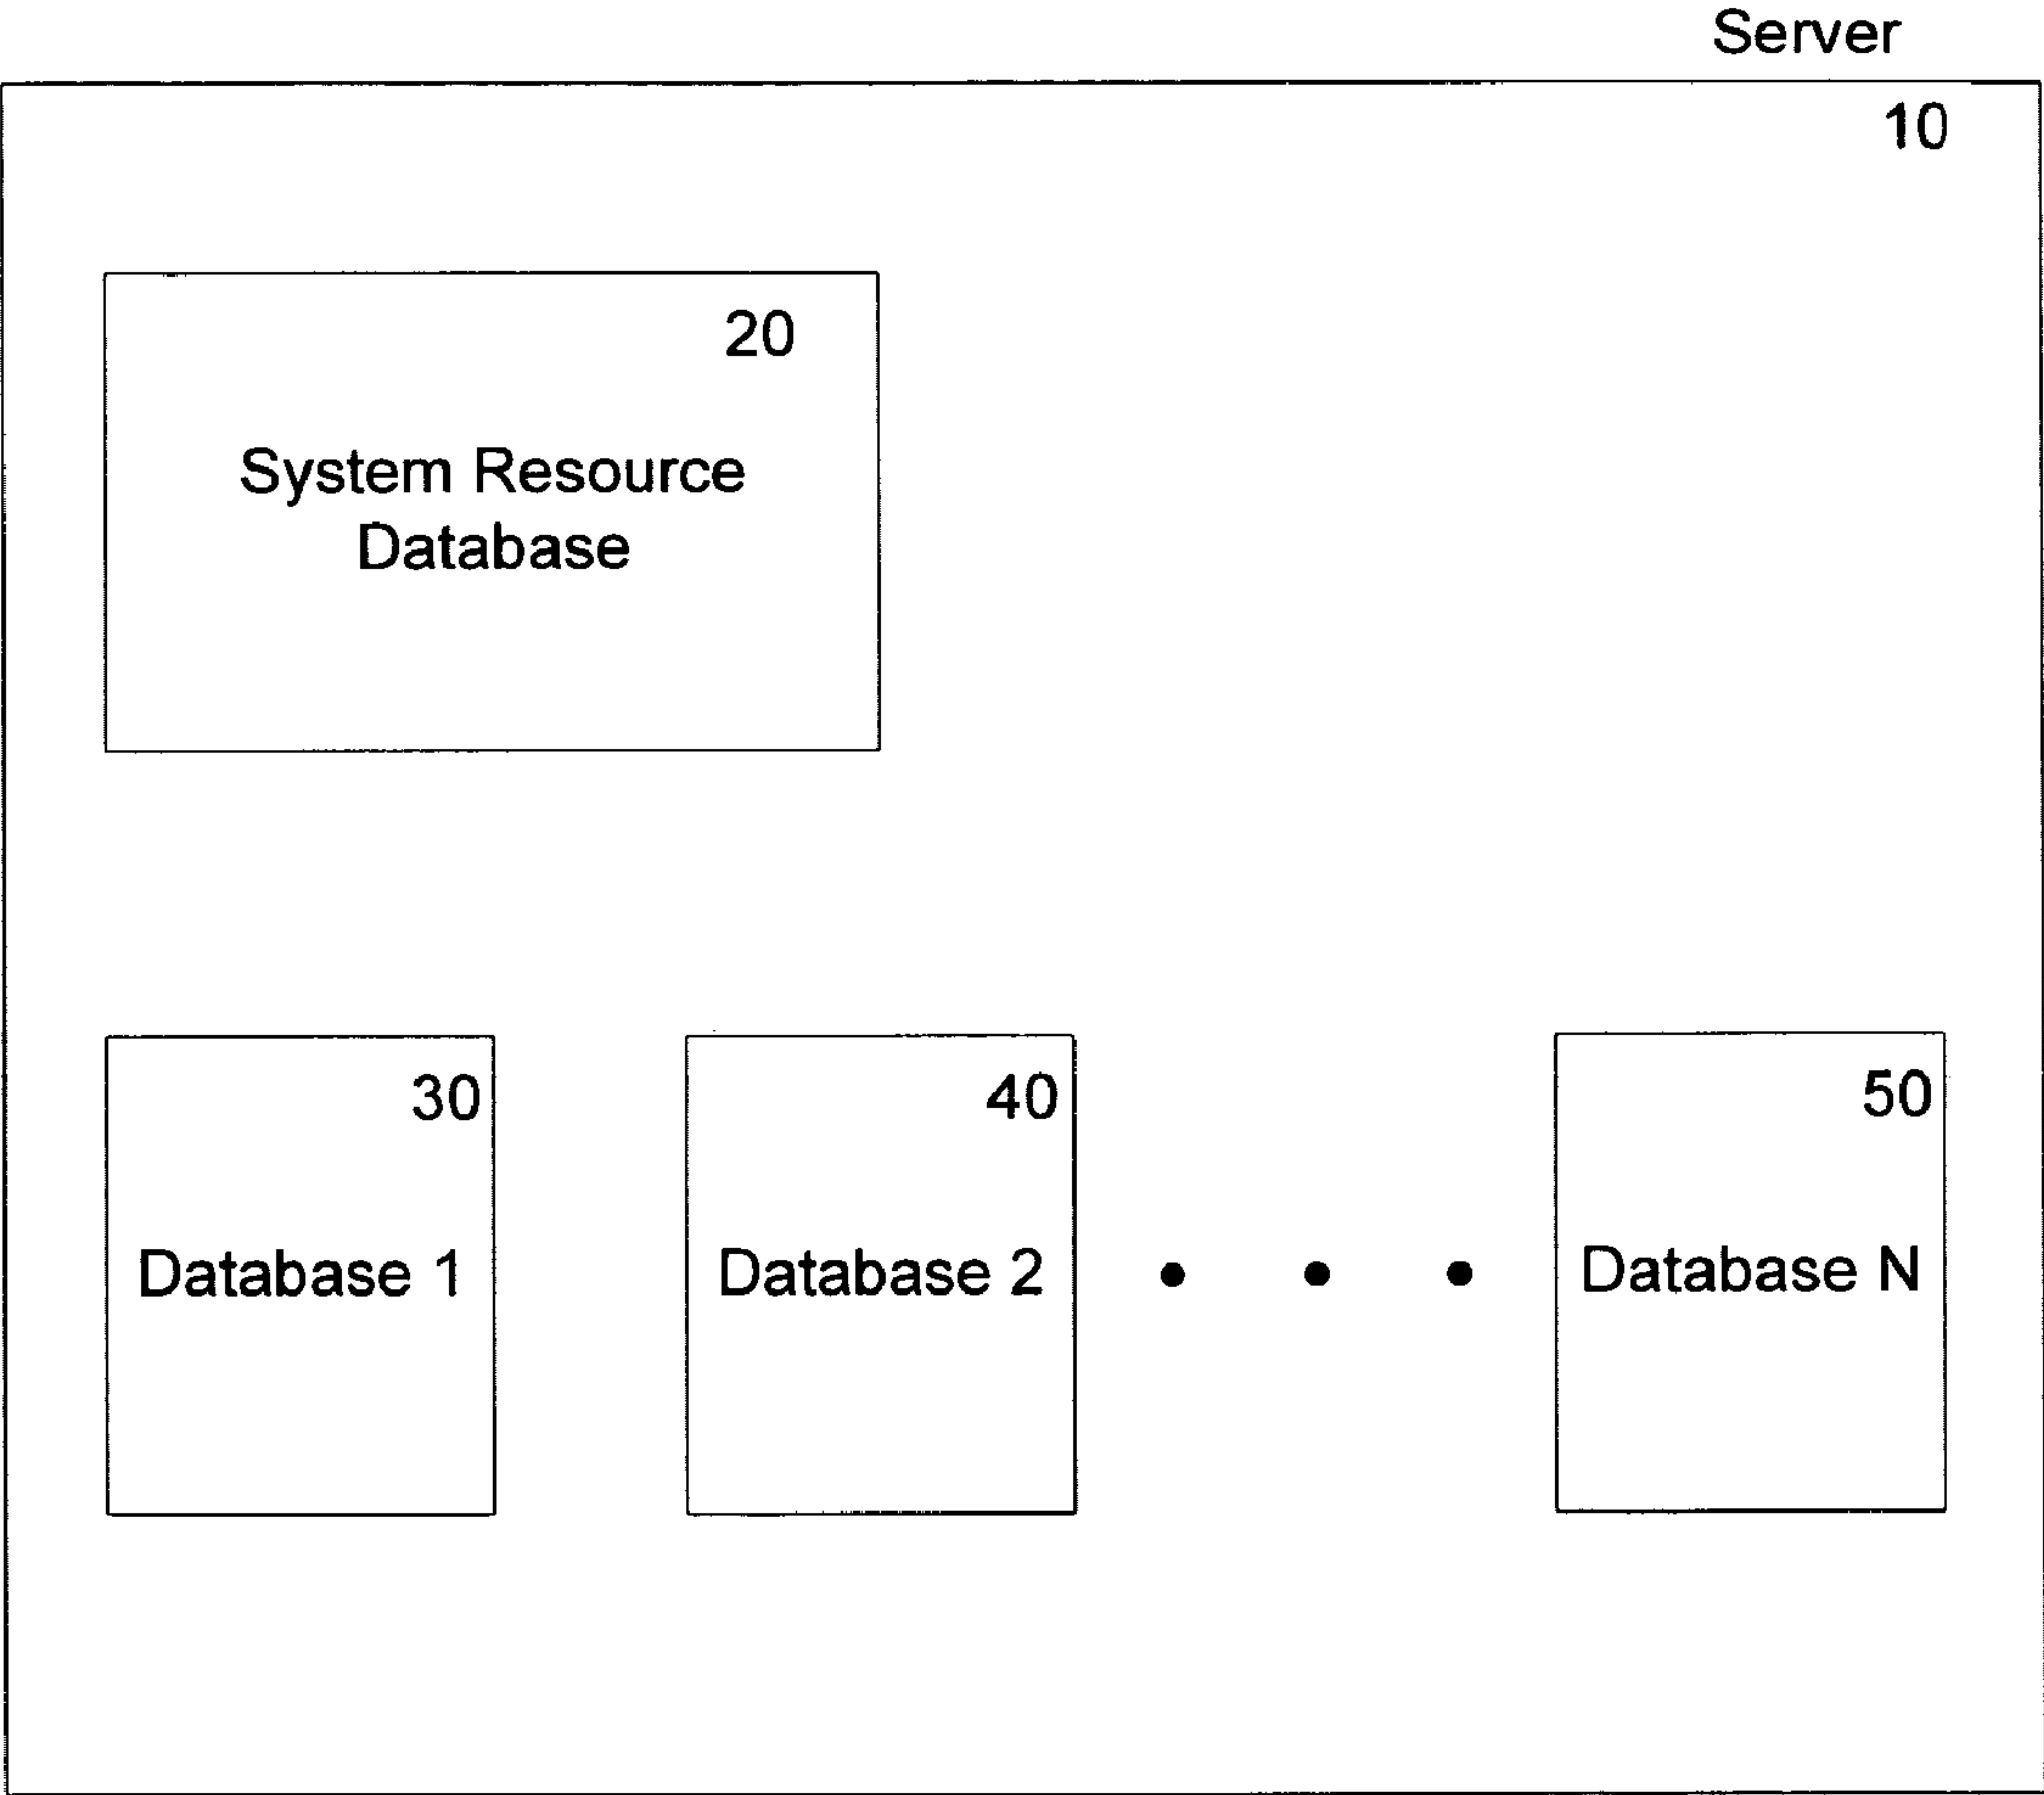 Server
10
20
System Resource
Database
30
40
50
Database 1
Database 2
Database N